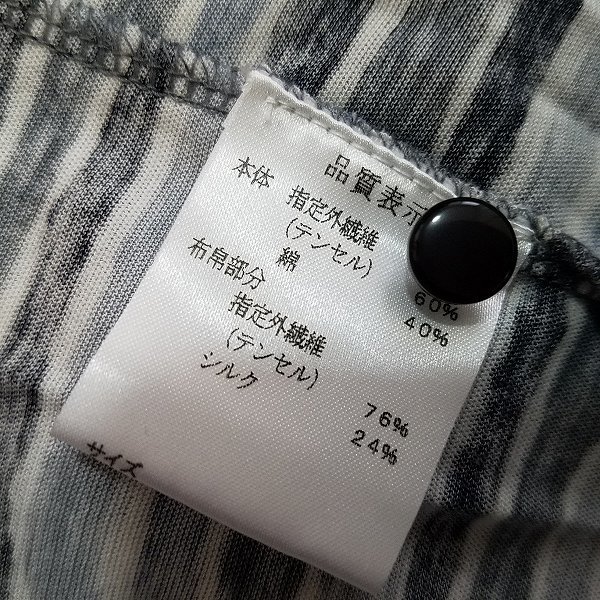 品質表示
本体 指定外繊維
(テンセル) 60%
綿 40%
布帛部分
指定外繊維
(テンセル) 76%
シルク 24%
サイズ